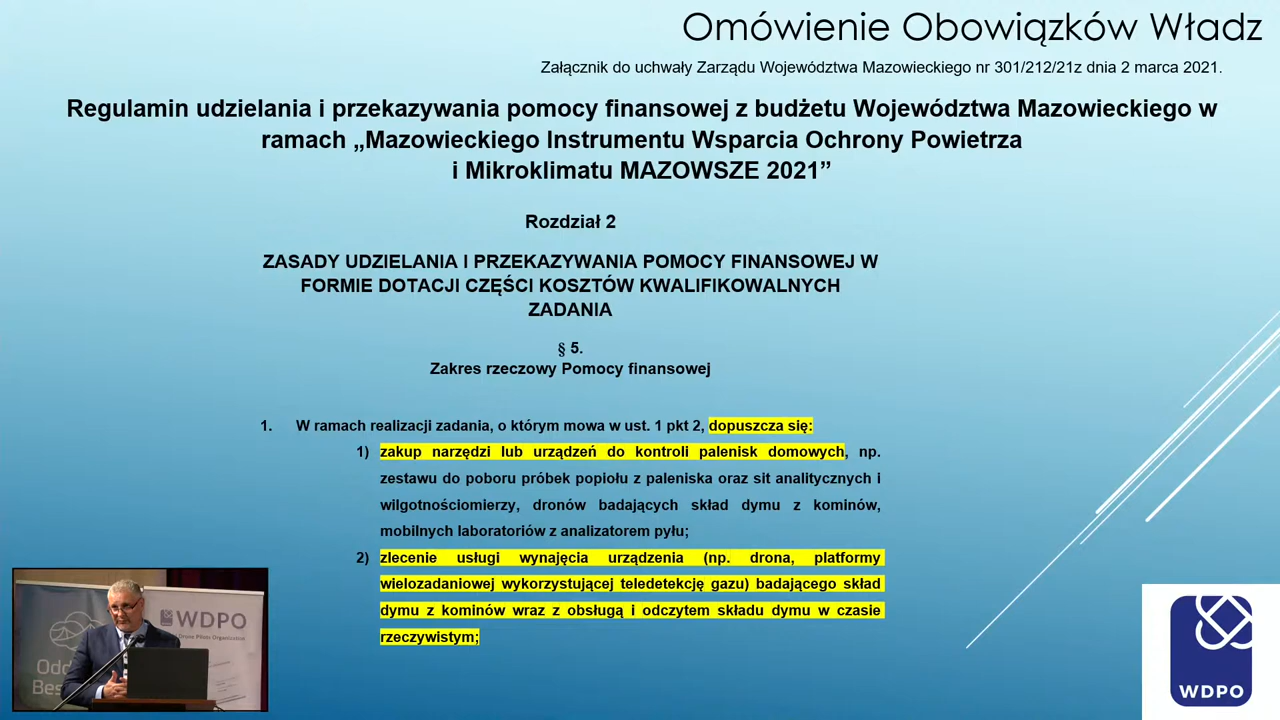 Omówienie Obowiązków Władz
Załącznik do uchwały Zarządu Województwa Mazowieckiego nr 301/212/21z dnia 2 marca 2021.
Regulamin udzielania i przekazywania pomocy finansowej z budżetu Województwa Mazowieckiego w
ramach „Mazowieckiego Instrumentu Wsparcia Ochrony Powietrza
i Mikroklimatu MAZOWSZE 2021”
Rozdział 2
ZASADY UDZIELANIA I PRZEKAZYWANIA POMOCY FINANSOWEJ W
FORMIE DOTACJI CZĘŚCI KOSZTÓW KWALIFIKOWALNYCH
ZADANIA
§ 5.
Zakres rzeczowy Pomocy finansowej
1. W ramach realizacji zadania, o którym mowa w ust. 1 pkt 2, dopuszcza się:
1) zakup narzędzi lub urządzeń do kontroli palenisk domowych, np.
zestawu do poboru próbek popiołu z paleniska oraz sit analitycznych i
wilgotnościomierzy, dronów badających skład dymu z kominów,
mobilnych laboratoriów z analizatorem pyłu;
2) zlecenie usługi wynajęcia urządzenia (np. drona, platformy
wielozadaniowej wykorzystującej teledetekcję gazu) badającego skład
dymu z kominów wraz z obsługą i odczytem składu dymu w czasie
rzeczywistym;
WDPO
Drone Pilot Organization
WDPO
WDPO